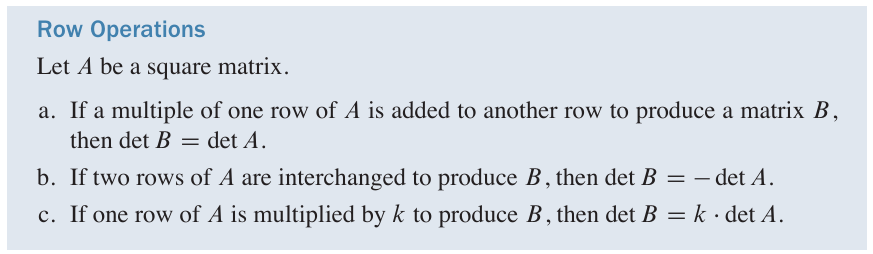 Row Operations
Let A be a square matrix.
a. If a multiple of one row of A is added to another row to produce a matrix B,
then det B = det A.
b. If two rows of A are interchanged to produce B, then det B = − det A.
c. If one row of A is multiplied by k to produce B, then det B = k · det A.